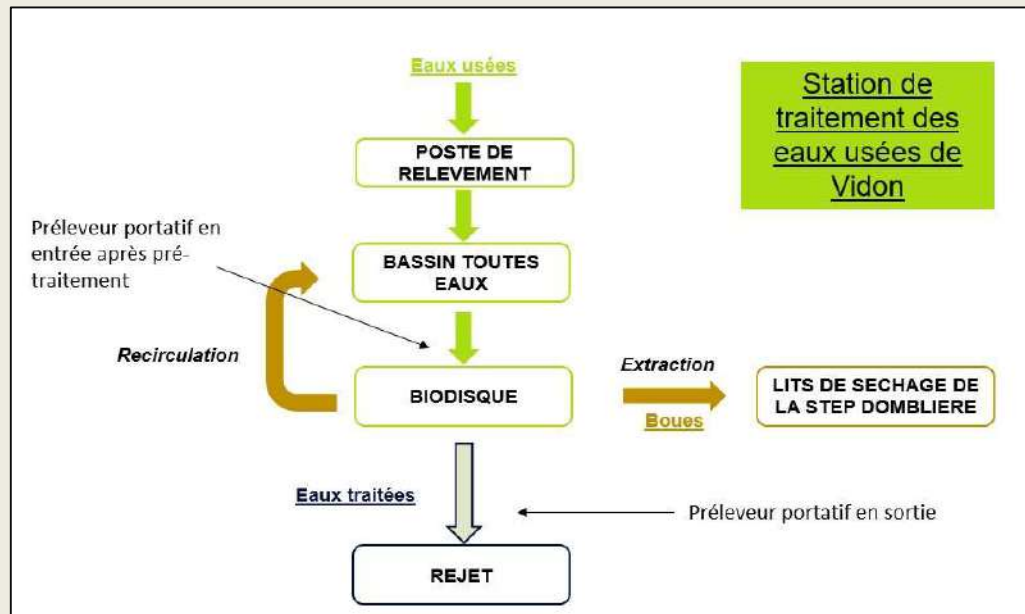 Eaux usées
Station de
traitement des
eaux usées de
Vidon
POSTE DE
RELEVEMENT
Préleveur portatif en
entrée après pré-
traitement
BASSIN TOUTES
EAUX
Recirculation
BIODISQUE
Extraction
Boues
LITS DE SECHAGE DE
LA STEP DOMBLIERE
Eaux traitées
Préleveur portatif en sortie
REJET